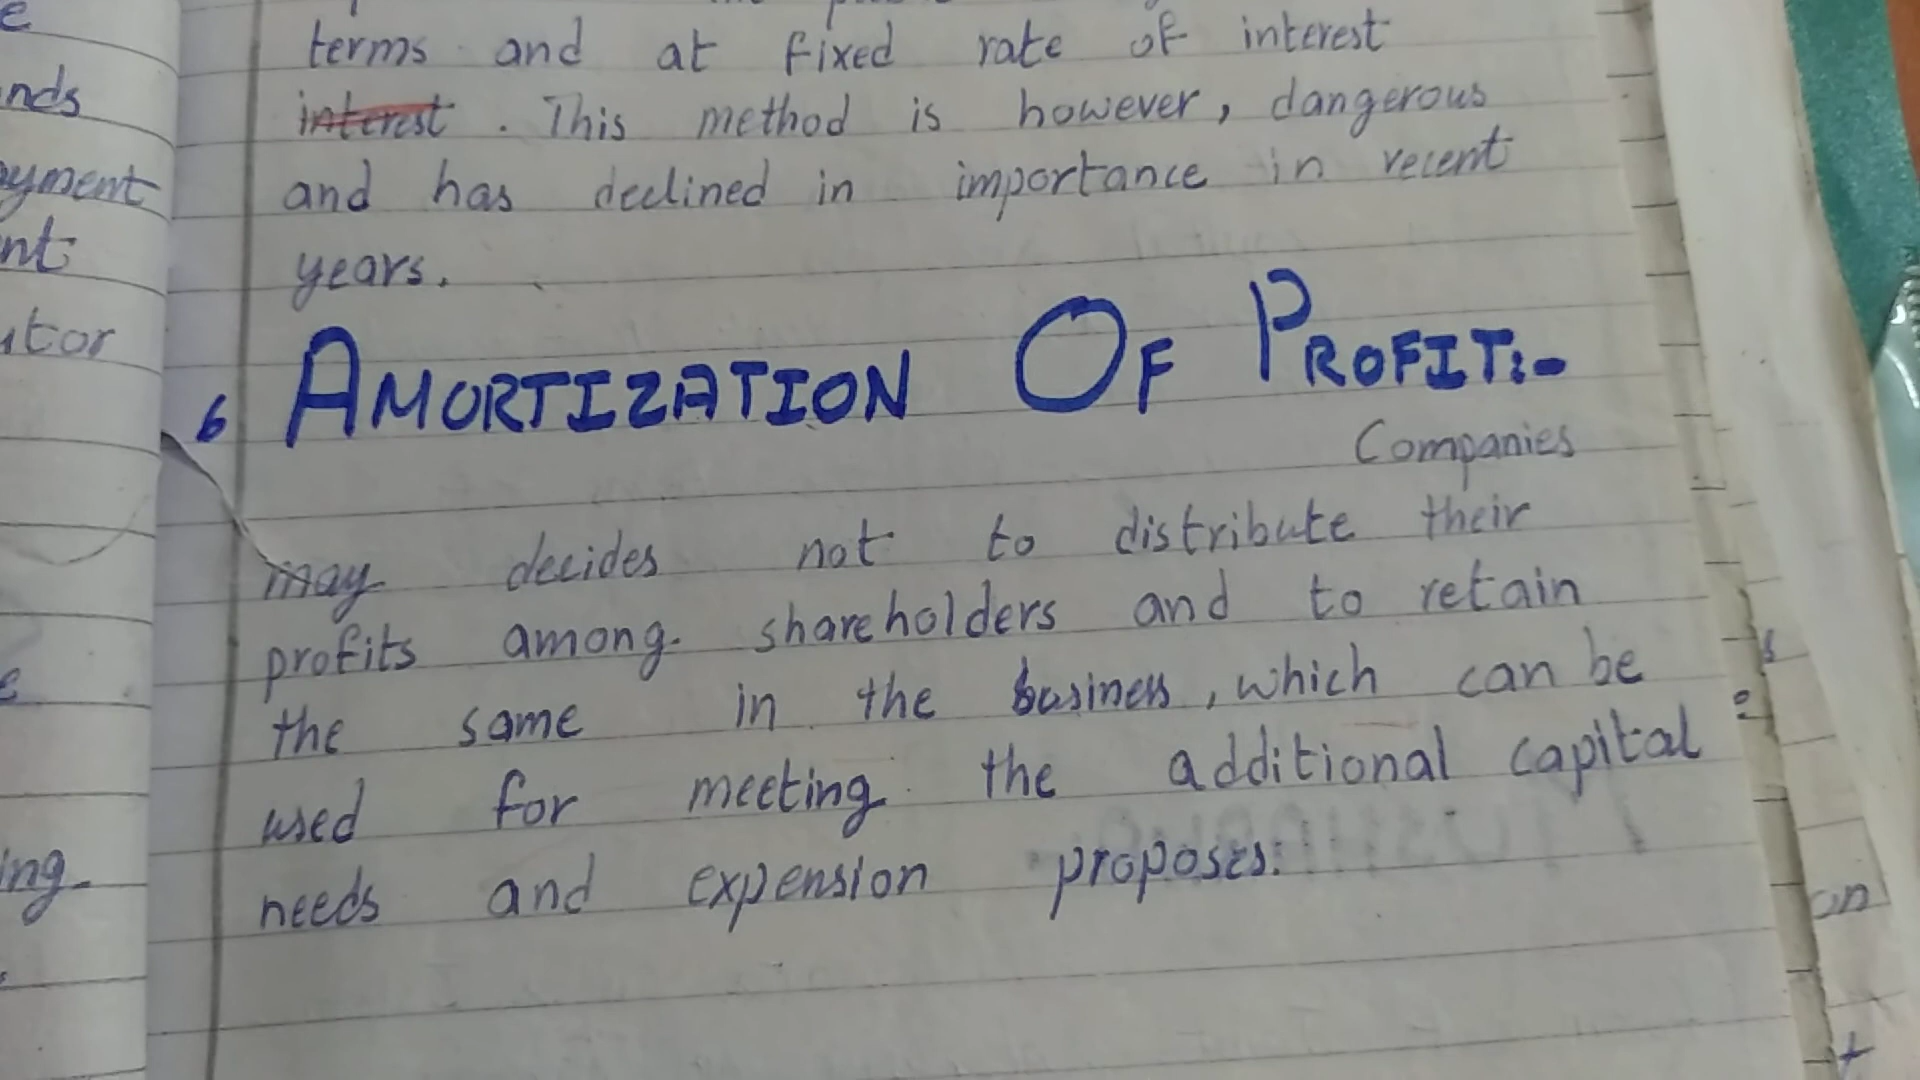 terms and at fixed rate of interest
interest. This method is however, dangerous
and has declined in importance in recent
years.
6 AMORTIZATION OF PROFIT:-
Companies
may decides not to distribute their
profits among shareholders and to retain
the same in the business, which can be
used for meeting the additional capital
needs and expension proposes.